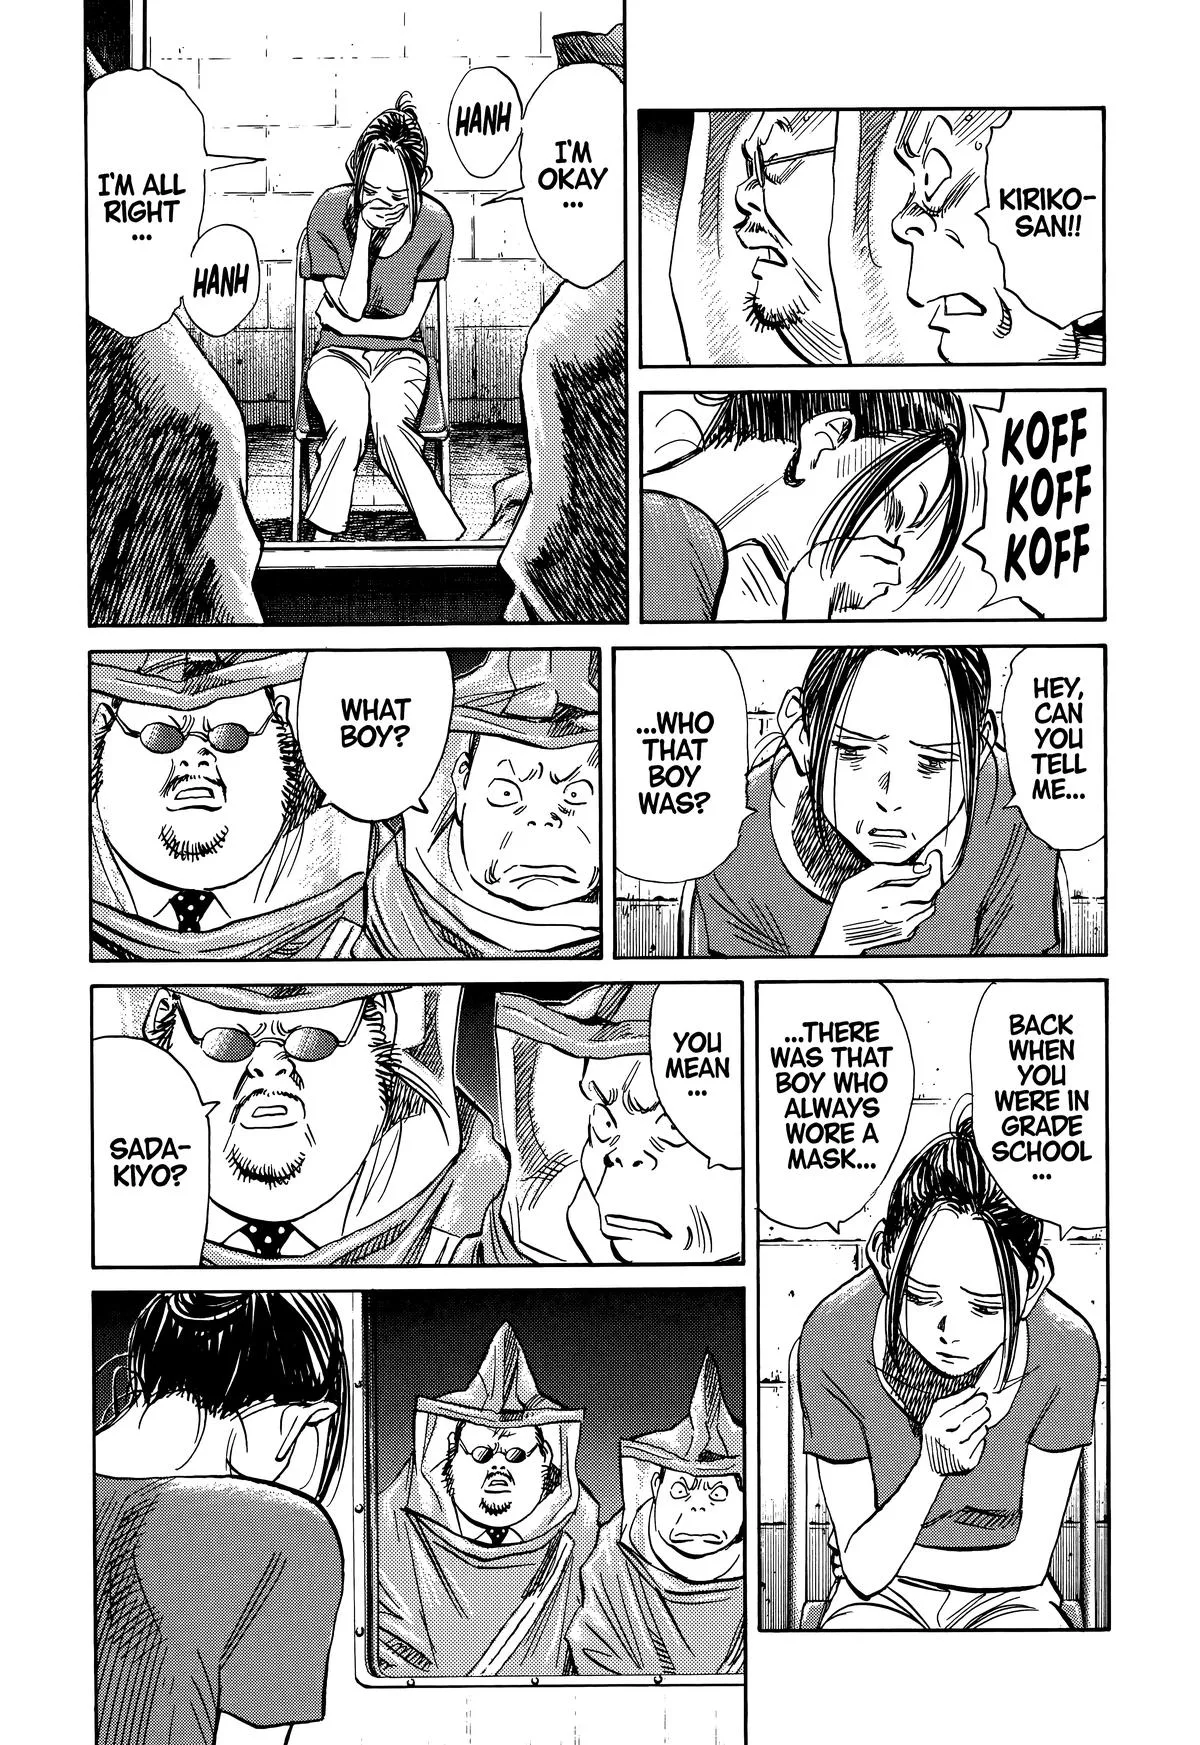 KIRIKO-
SAN!!
KOFF
KOFF
KOFF
I'M
OKAY
...
HANH
I'M ALL
RIGHT
...
HANH
HEY,
CAN
YOU
TELL
ME...
...WHO
THAT
BOY
WAS?
WHAT
BOY?
BACK
WHEN
YOU
WERE IN
GRADE
SCHOOL
...
...THERE
WAS THAT
BOY WHO
ALWAYS
WORE A
MASK...
YOU
MEAN
...
SADA-
KIYO?